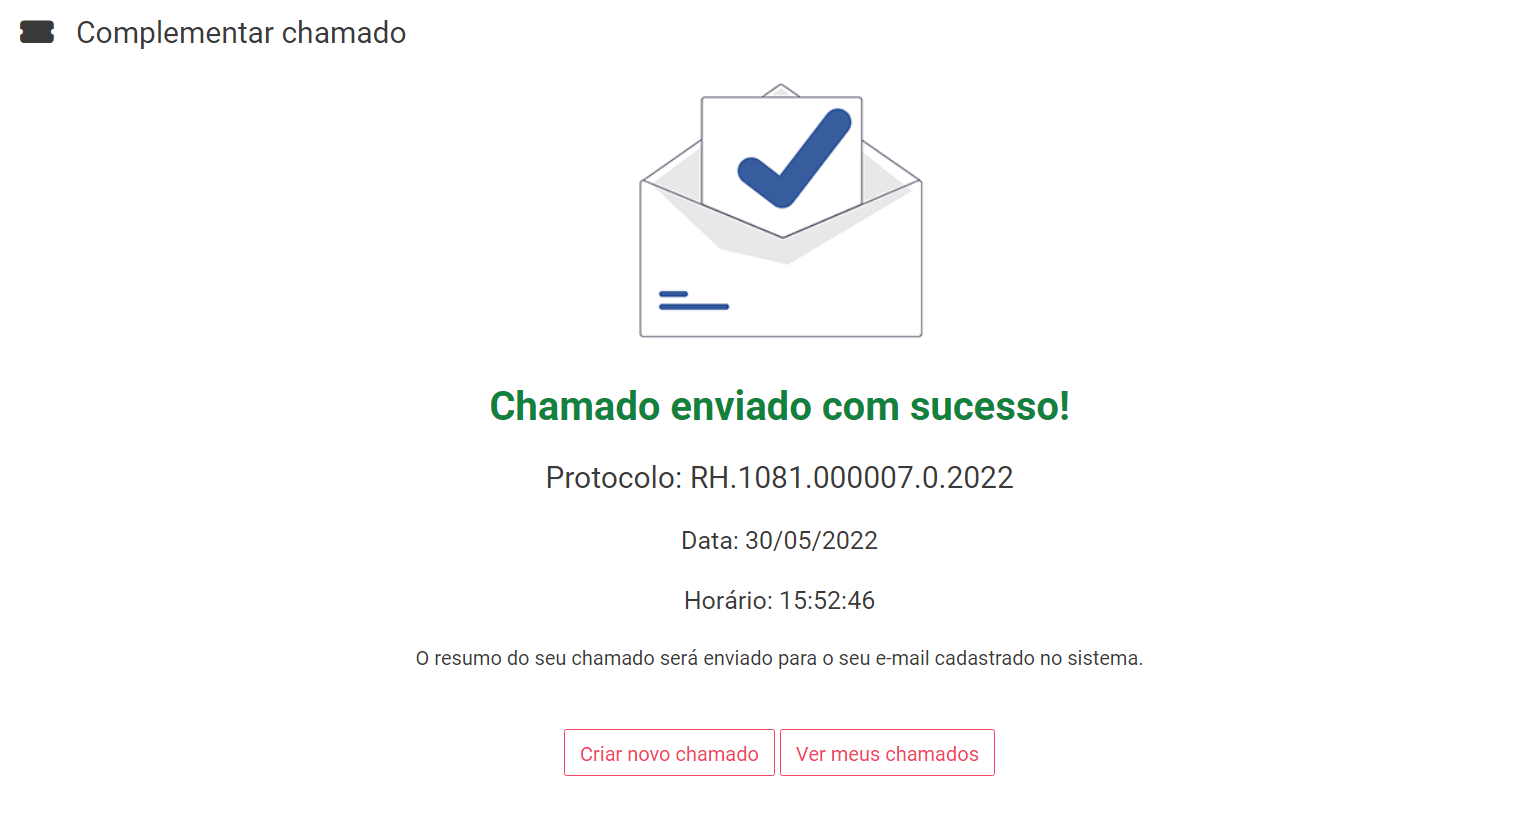 Complementar chamado
Chamado enviado com sucesso!
Protocolo: RH.1081.000007.0.2022
Data: 30/05/2022
Horário: 15:52:46
O resumo do seu chamado será enviado para o seu e-mail cadastrado no sistema.
Criar novo chamado
Ver meus chamados